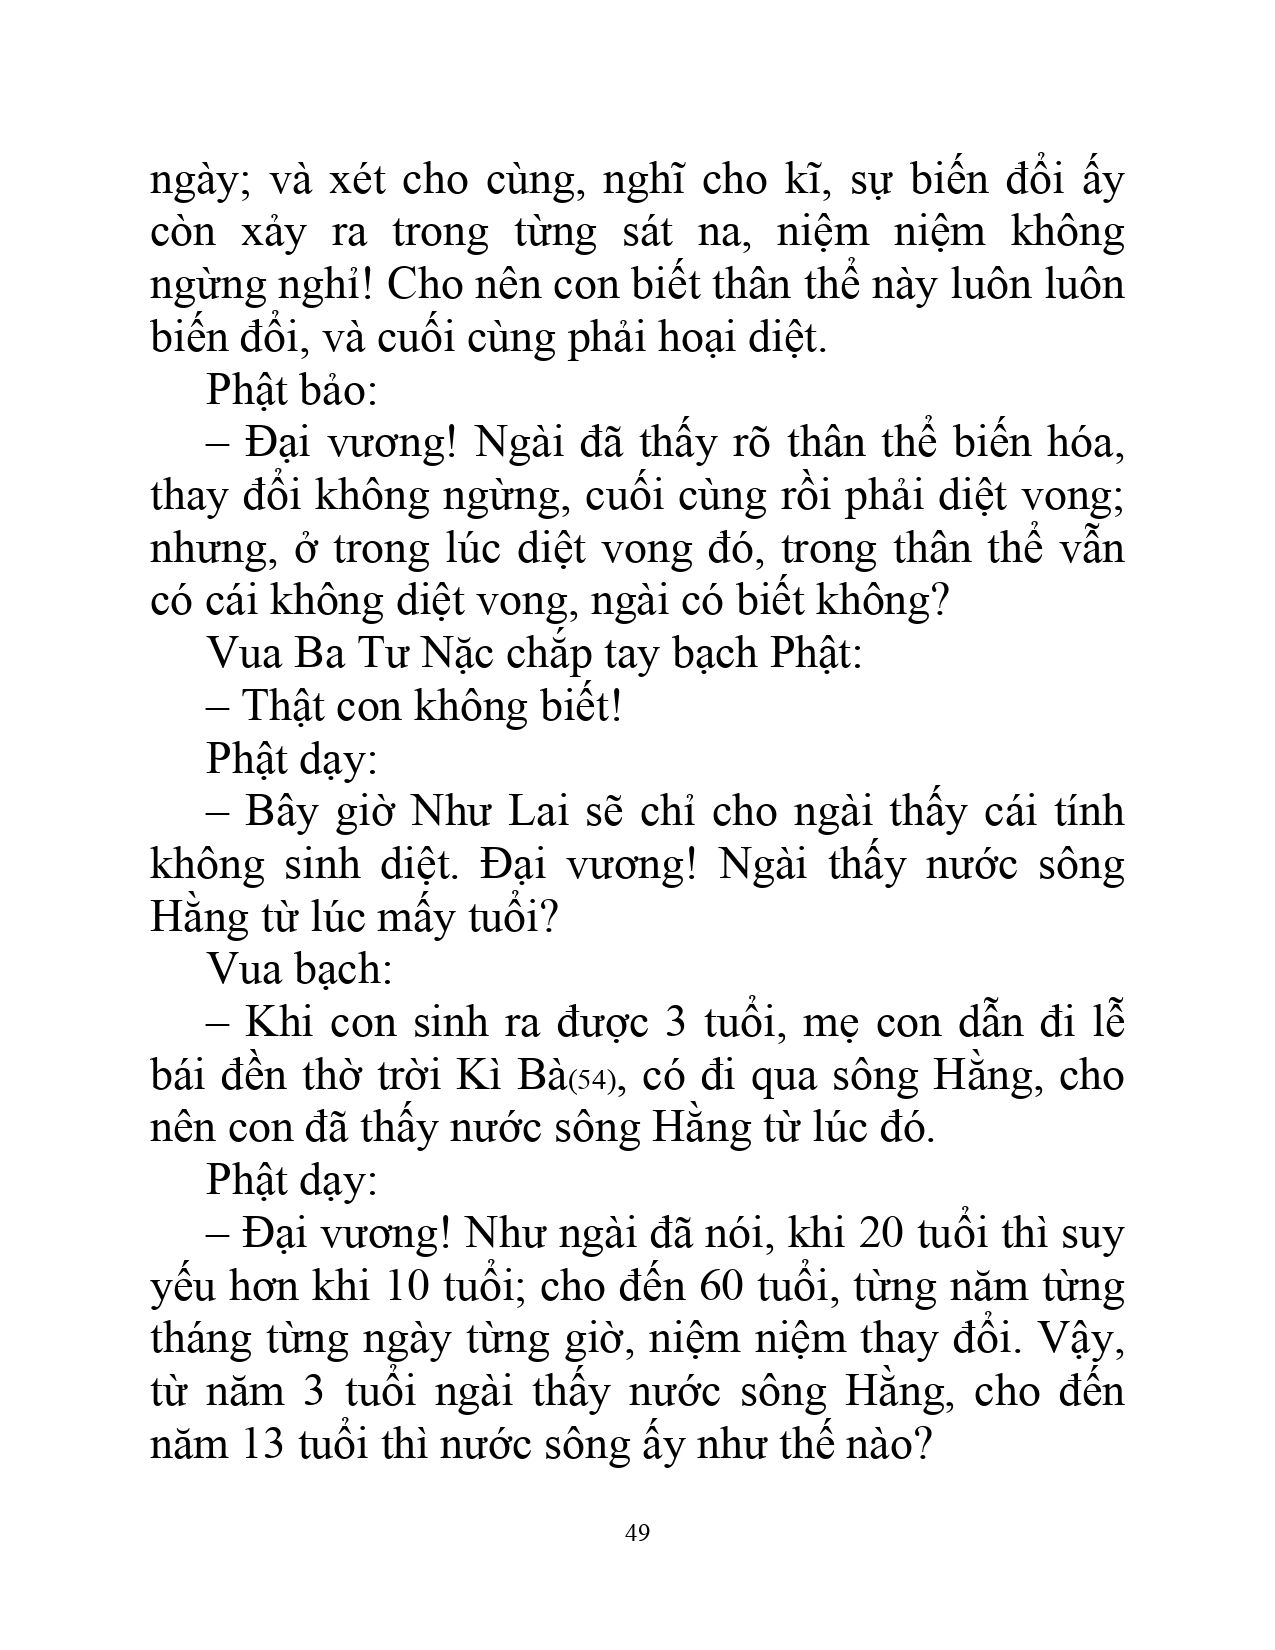 ngày; và xét cho cùng, nghĩ cho kĩ, sự biến đổi ấy
còn xảy ra trong từng sát na, niệm niệm không
ngừng nghỉ! Cho nên con biết thân thể này luôn luôn
biến đổi, và cuối cùng phải hoại diệt.
Phật bảo:
– Đại vương! Ngài đã thấy rõ thân thể biến hóa,
thay đổi không ngừng, cuối cùng rồi phải diệt vong;
nhưng, ở trong lúc diệt vong đó, trong thân thể vẫn
có cái không diệt vong, ngài có biết không?
Vua Ba Tư Nặc chắp tay bạch Phật:
– Thật con không biết!
Phật dạy:
– Bây giờ Như Lai sẽ chỉ cho ngài thấy cái tính
không sinh diệt. Đại vương! Ngài thấy nước sông
Hằng từ lúc mấy tuổi?
Vua bạch:
– Khi con sinh ra được 3 tuổi, mẹ con dẫn đi lễ
bái đền thờ trời Kì Bà(54), có đi qua sông Hằng, cho
nên con đã thấy nước sông Hằng từ lúc đó.
Phật dạy:
– Đại vương! Như ngài đã nói, khi 20 tuổi thì suy
yếu hơn khi 10 tuổi; cho đến 60 tuổi, từng năm từng
tháng từng ngày từng giờ, niệm niệm thay đổi. Vậy,
từ năm 3 tuổi ngài thấy nước sông Hằng, cho đến
năm 13 tuổi thì nước sông ấy như thế nào?
49